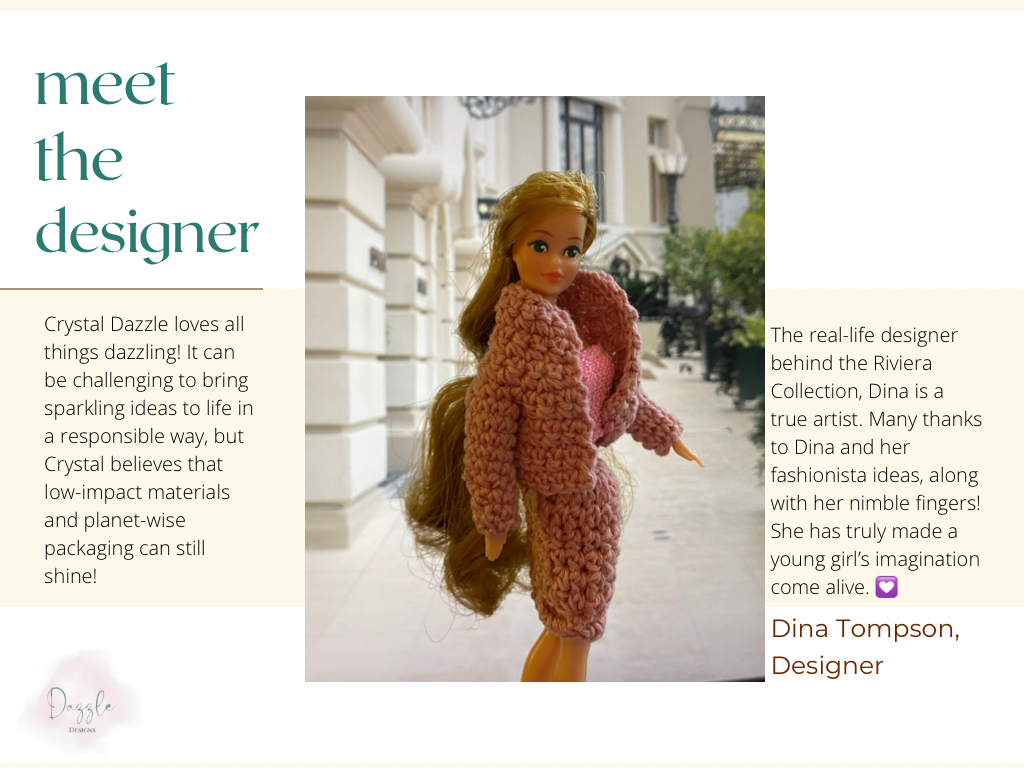 meet
the
designer
Crystal Dazzle loves all
things dazzling! It can
be challenging to bring
sparkling ideas to life in
a responsible way, but
Crystal believes that
low-impact materials
and planet-wise
packaging can still
shine!
The real-life designer
behind the Riviera
Collection, Dina is a
true artist. Many thanks
to Dina and her
fashionista ideas, along
with her nimble fingers!
She has truly made a
young girl’s imagination
come alive. 💟
Dina Tompson,
Designer
Dazzle
DESIGNS